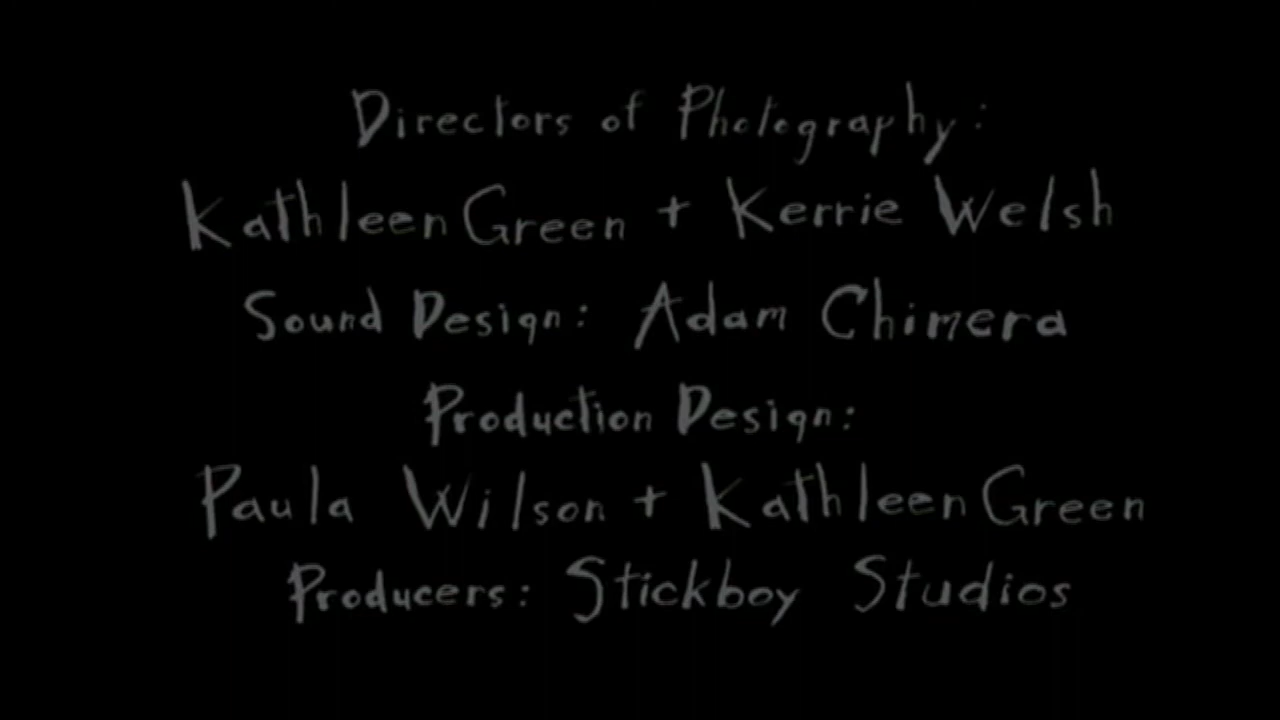 Directors of Photography:
Kathleen Green + Kerrie Welsh
Sound Design: Adam Chimera
Production Design:
Paula Wilson + Kathleen Green
Producers: Stickboy Studios